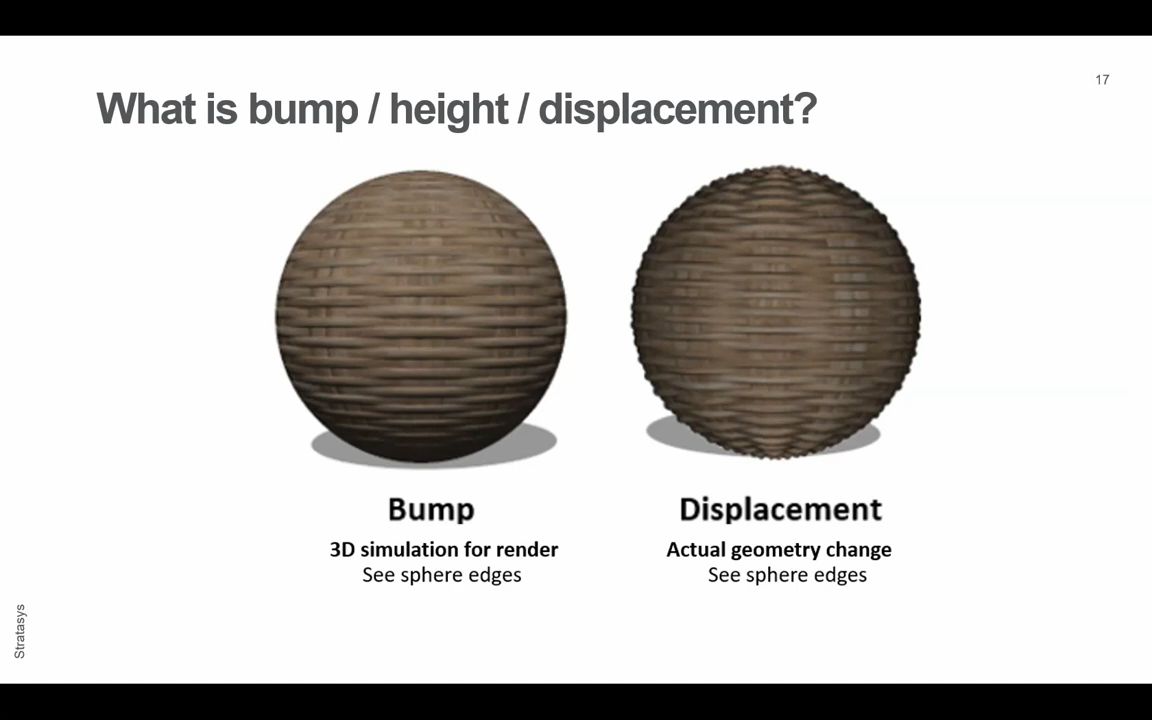 17
What is bump / height / displacement?
Bump
3D simulation for render
See sphere edges
Displacement
Actual geometry change
See sphere edges
Stratasys